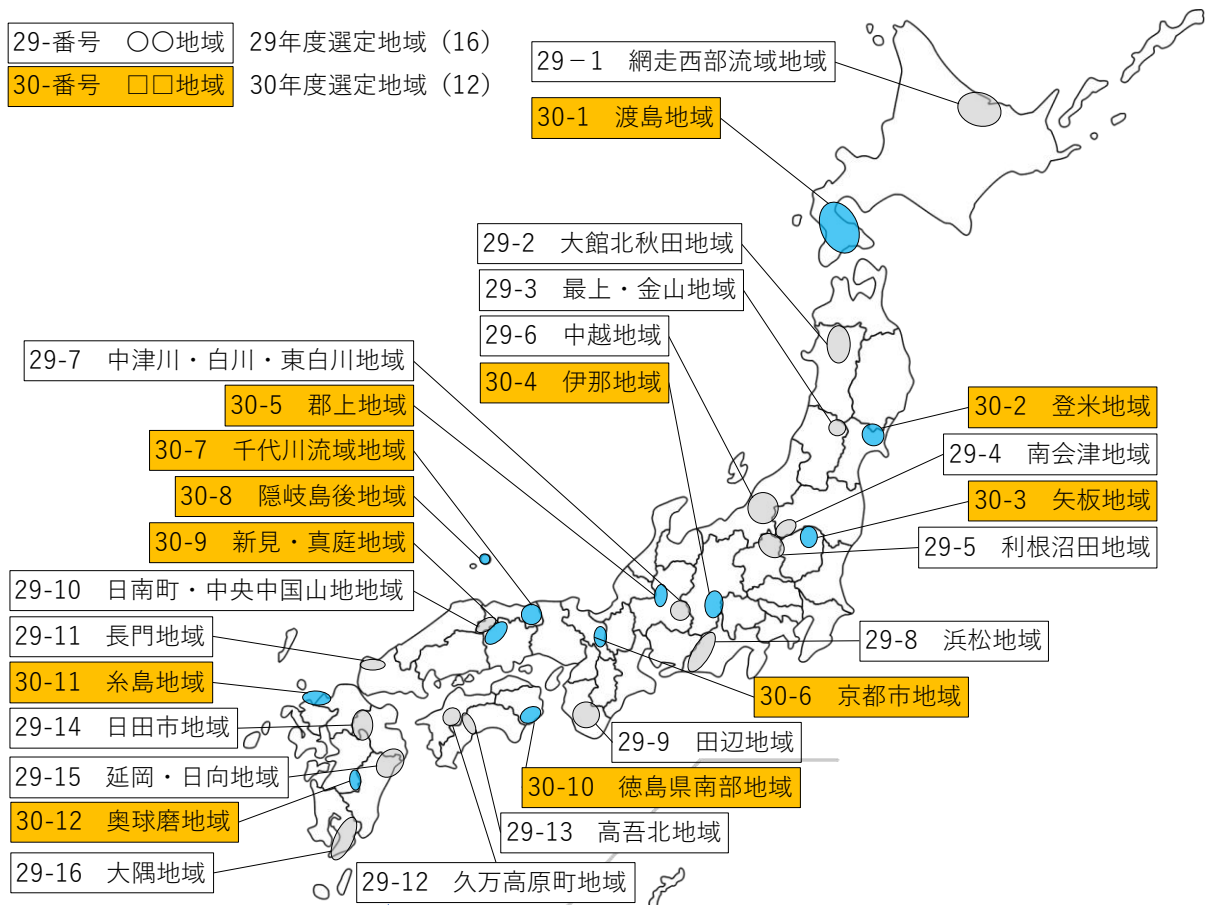 29-番号　○○地域　29年度選定地域（16）
30-番号　□□地域　30年度選定地域（12）
29－1　網走西部流域地域
30-1　渡島地域
29-2　大館北秋田地域
29-3　最上・金山地域
29-6　中越地域
30-4　伊那地域
29-7　中津川・白川・東白川地域
30-5　郡上地域
30-7　千代川流域地域
30-8　隠岐島後地域
30-9　新見・真庭地域
29-10　日南町・中央中国山地地域
29-11　長門地域
30-11　糸島地域
29-14　日田市地域
29-15　延岡・日向地域
30-12　奥球磨地域
29-16　大隅地域
30-2　登米地域
29-4　南会津地域
30-3　矢板地域
29-5　利根沼田地域
29-8　浜松地域
30-6　京都市地域
29-9　田辺地域
30-10　徳島県南部地域
29-13　高吾北地域
29-12　久万高原町地域